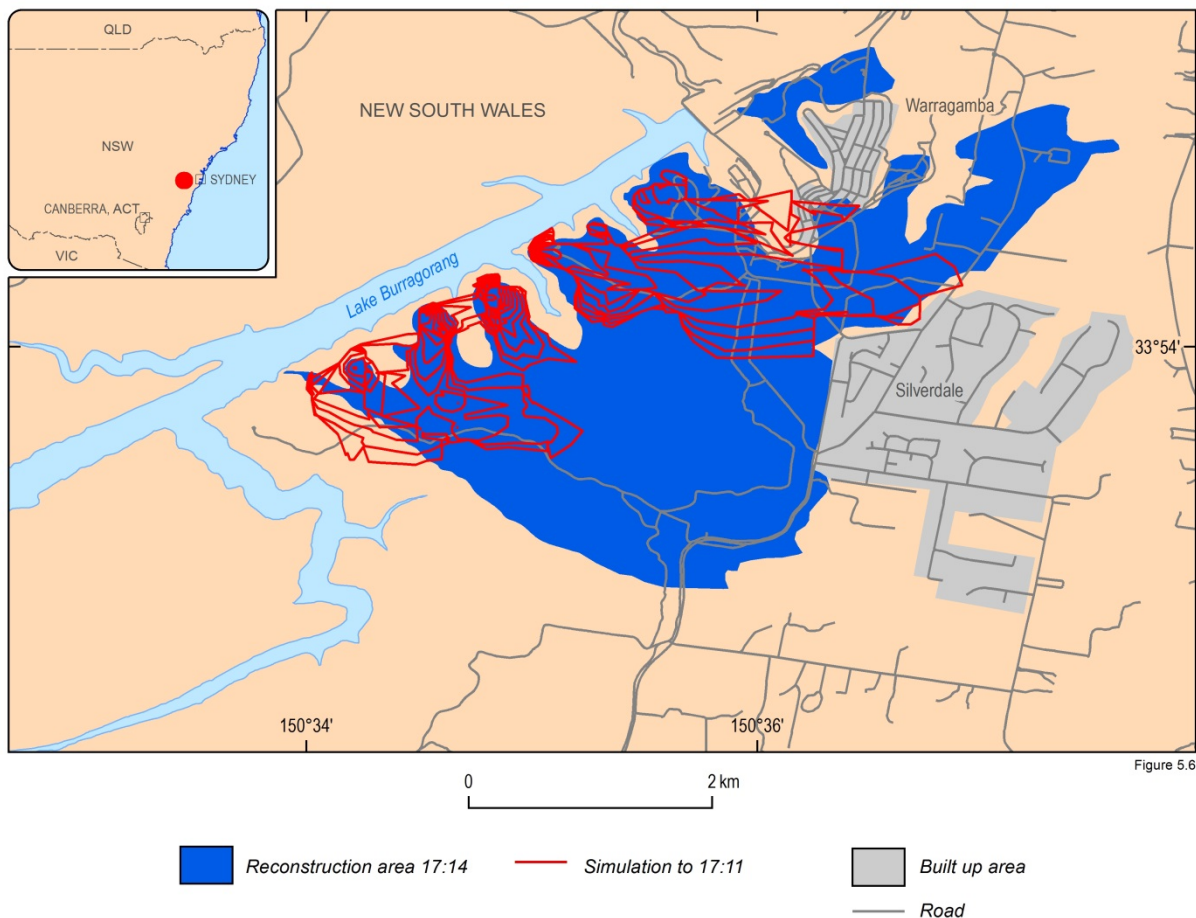 QLD
NSW
SYDNEY
CANBERRA, ACT
VIC
NEW SOUTH WALES
Warragamba
Lake Burragorang
33°54'
Silverdale
150°34'
150°36'
Figure 5.6
0
2 km
Reconstruction area 17:14
Simulation to 17:11
Built up area
Road